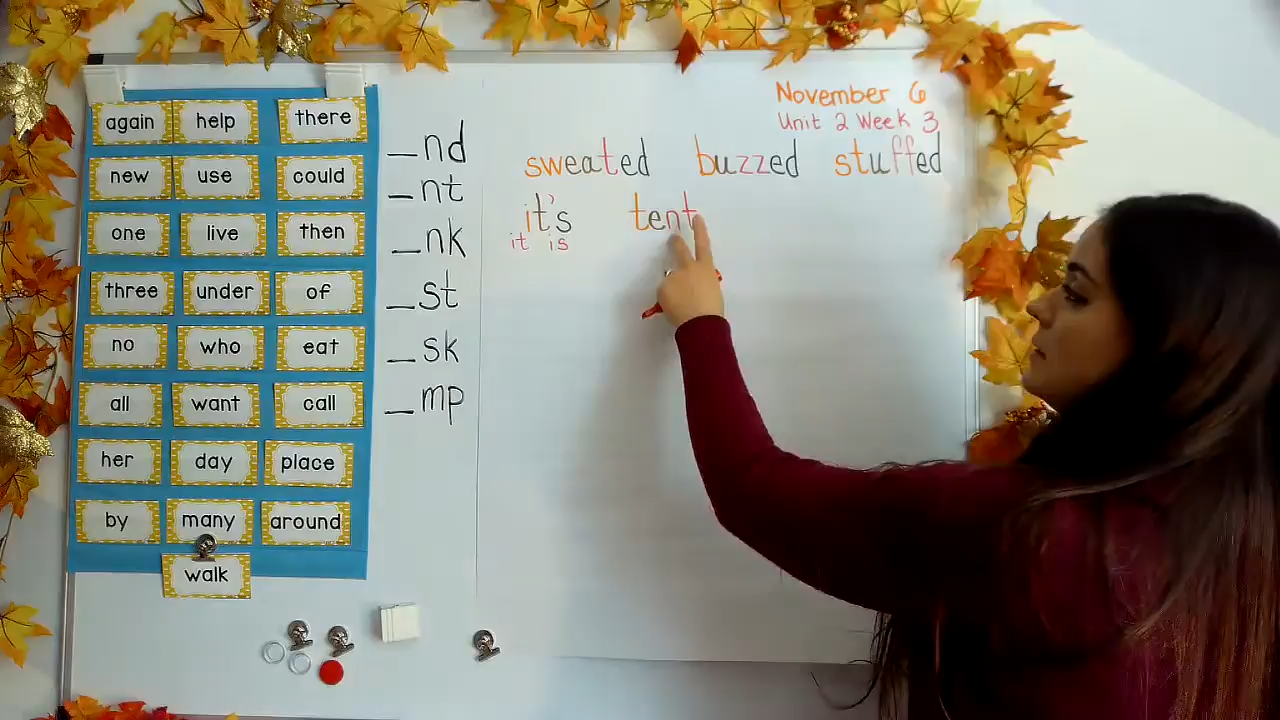 again help there
new use could
one live then
three under of
no who eat
all want call
her day place
by many around
walk
_nd
_nt
_nk
_st
_sk
_mp
November 6
Unit 2 Week 3
sweated buzzed stuffed
it's tent
it is